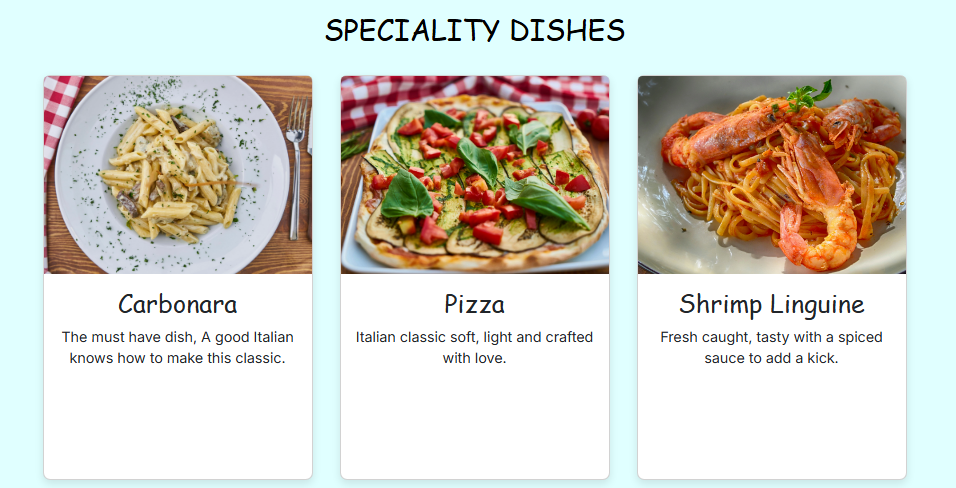 SPECIALITY DISHES
Carbonara
The must have dish, A good Italian
knows how to make this classic.
Pizza
Italian classic soft, light and crafted
with love.
Shrimp Linguine
Fresh caught, tasty with a spiced
sauce to add a kick.